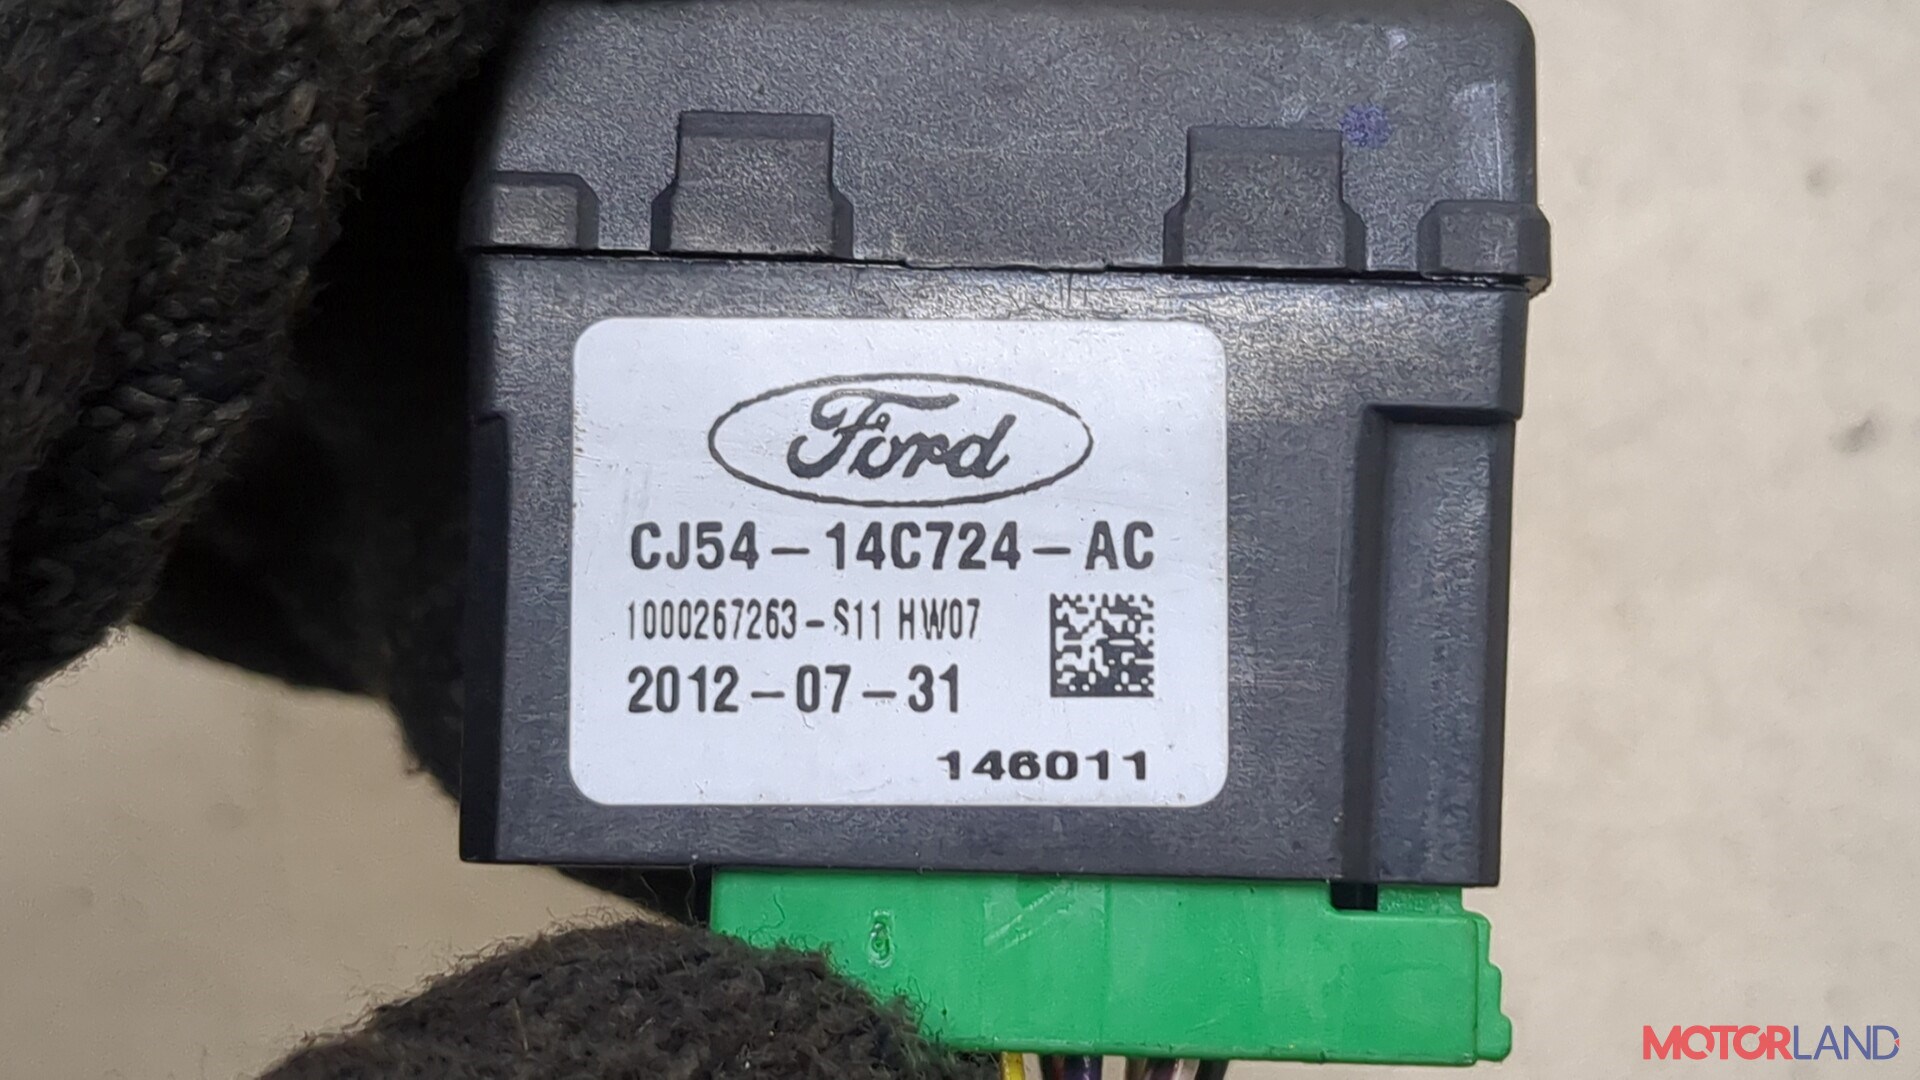 Ford
CJ54-14C724-AC
1000267263-S11 HW07
2012-07-31
146011
MOTORLAND